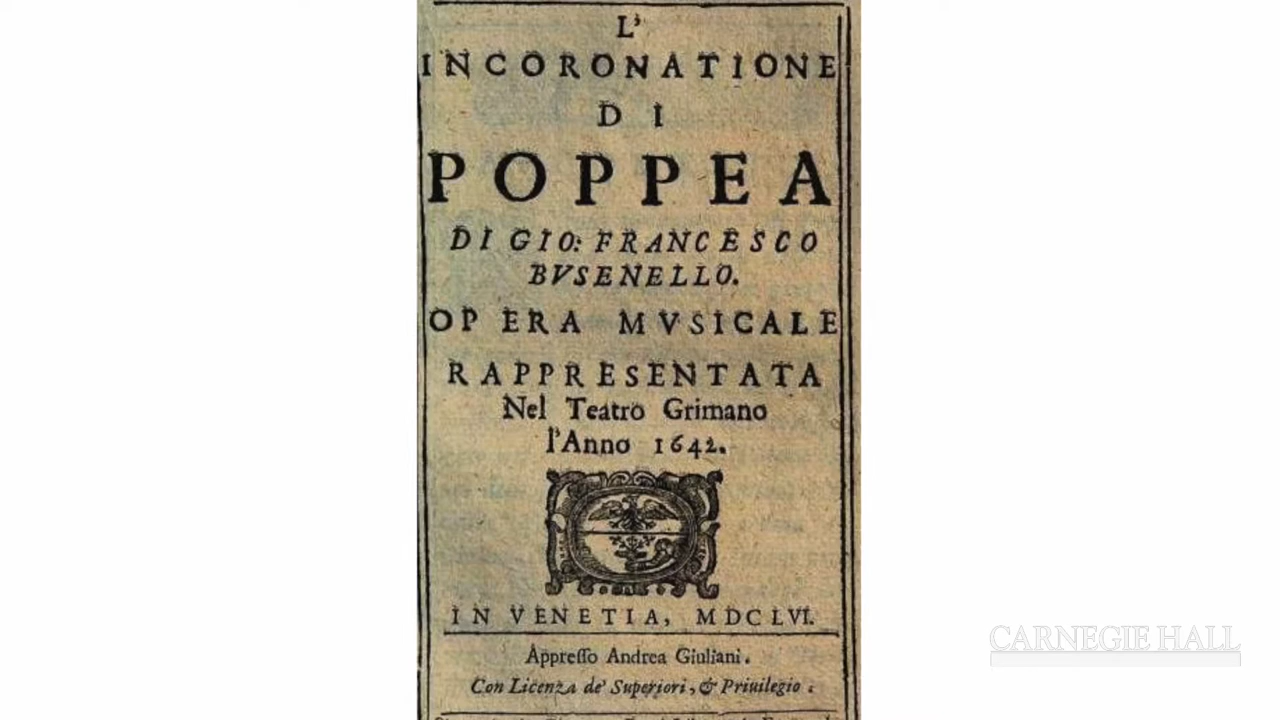 L'
INCORONATIONE
DI
POPPEA
DI GIO: FRANCESCO
BVSENELLO.
OPERA MVSICALE
RAPPRESENTATA
Nel Teatro Grimano
l'Anno 1642.
IN VENETIA, MDCLVI.
Appreſſo Andrea Giuliani.
Con Licenza de' Superiori, & Priuilegio.
CARNEGIE HALL